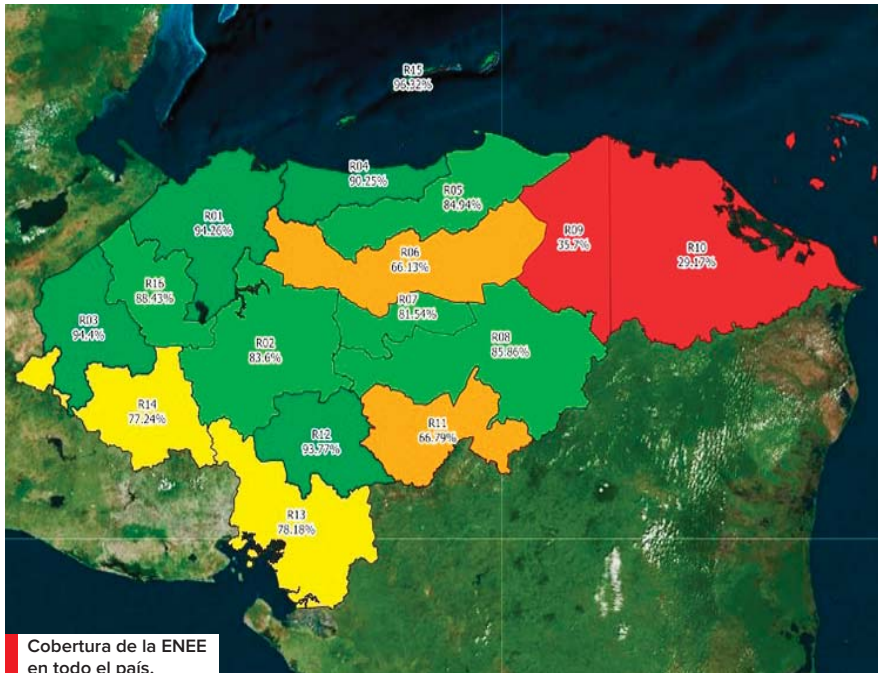 R15
96.32%
R04
90.25%
R05
84.94%
R01
94.26%
R09
35.7%
R10
29.17%
R06
66.13%
R16
88.43%
R07
81.54%
R03
94.4%
R02
83.6%
R08
85.86%
R14
77.24%
R11
66.79%
R12
93.77%
R13
78.18%
Cobertura de la ENEE
en todo el país.